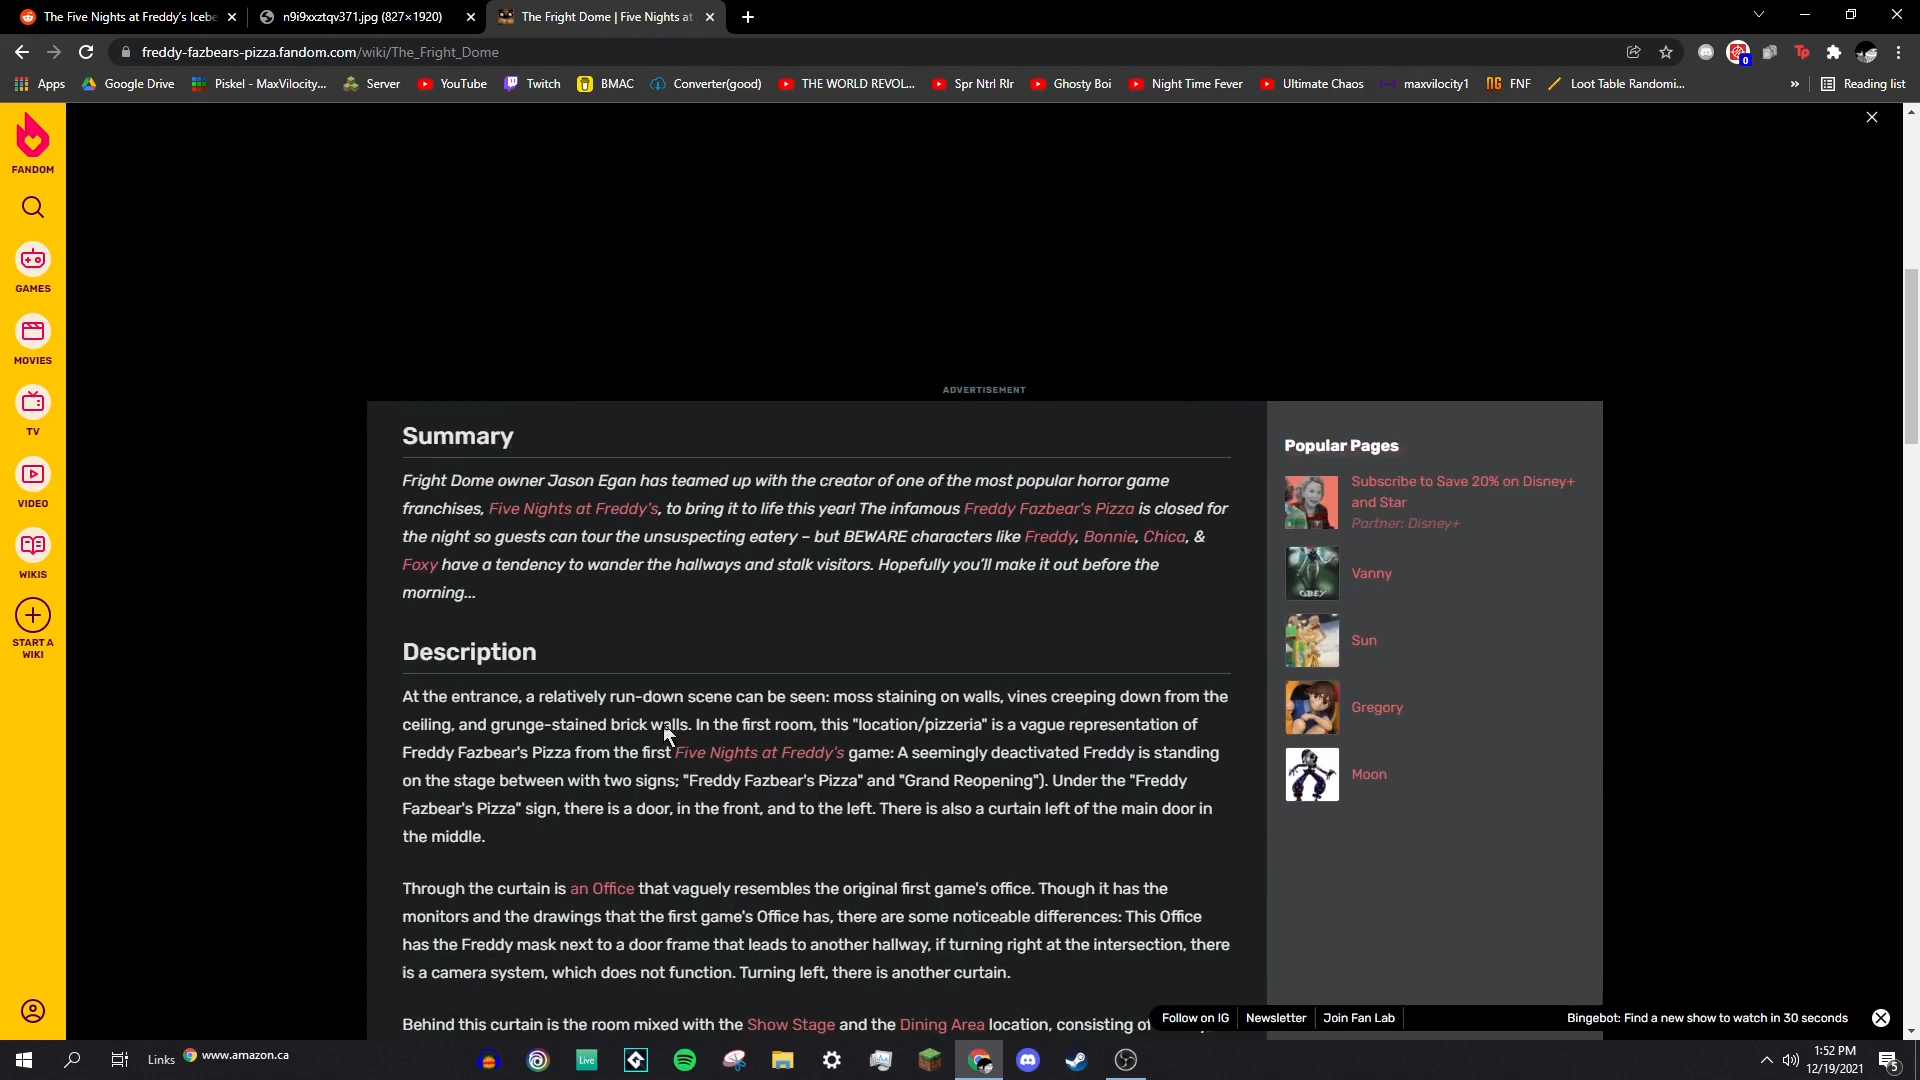 The Five Nights at Freddy's Icebe
n9i9xxztqv371.jpg (827×1920)
The Fright Dome | Five Nights at
freddy-fazbears-pizza.fandom.com/wiki/The_Fright_Dome
0
Apps
Google Drive
Piskel - MaxVilocity...
Server
YouTube
Twitch
BMAC
Converter(good)
THE WORLD REVOL...
Spr Ntrl Rlr
Ghosty Boi
Night Time Fever
Ultimate Chaos
maxvilocity1
FNF
Loot Table Randomi...
»
Reading list
FANDOM
GAMES
MOVIES
TV
VIDEO
WIKIS
START A
WIKI
ADVERTISEMENT
Summary
Fright Dome owner Jason Egan has teamed up with the creator of one of the most popular horror game
franchises, Five Nights at Freddy's, to bring it to life this year! The infamous Freddy Fazbear's Pizza is closed for
the night so guests can tour the unsuspecting eatery – but BEWARE characters like Freddy, Bonnie, Chica, &
Foxy have a tendency to wander the hallways and stalk visitors. Hopefully you'll make it out before the
morning...
Description
At the entrance, a relatively run-down scene can be seen: moss staining on walls, vines creeping down from the
ceiling, and grunge-stained brick walls. In the first room, this "location/pizzeria" is a vague representation of
Freddy Fazbear's Pizza from the first Five Nights at Freddy's game: A seemingly deactivated Freddy is standing
on the stage between with two signs; "Freddy Fazbear's Pizza" and "Grand Reopening"). Under the "Freddy
Fazbear's Pizza" sign, there is a door, in the front, and to the left. There is also a curtain left of the main door in
the middle.
Through the curtain is an Office that vaguely resembles the original first game's office. Though it has the
monitors and the drawings that the first game's Office has, there are some noticeable differences: This Office
has the Freddy mask next to a door frame that leads to another hallway, if turning right at the intersection, there
is a camera system, which does not function. Turning left, there is another curtain.
Behind this curtain is the room mixed with the Show Stage and the Dining Area location, consisting of
Popular Pages
Subscribe to Save 20% on Disney+
and Star
Partner: Disney+
OBEY
Vanny
Sun
Gregory
Moon
Follow on IG
Newsletter
Join Fan Lab
Bingebot: Find a new show to watch in 30 seconds
Links
www.amazon.ca
Live
1:52 PM
12/19/2021
5